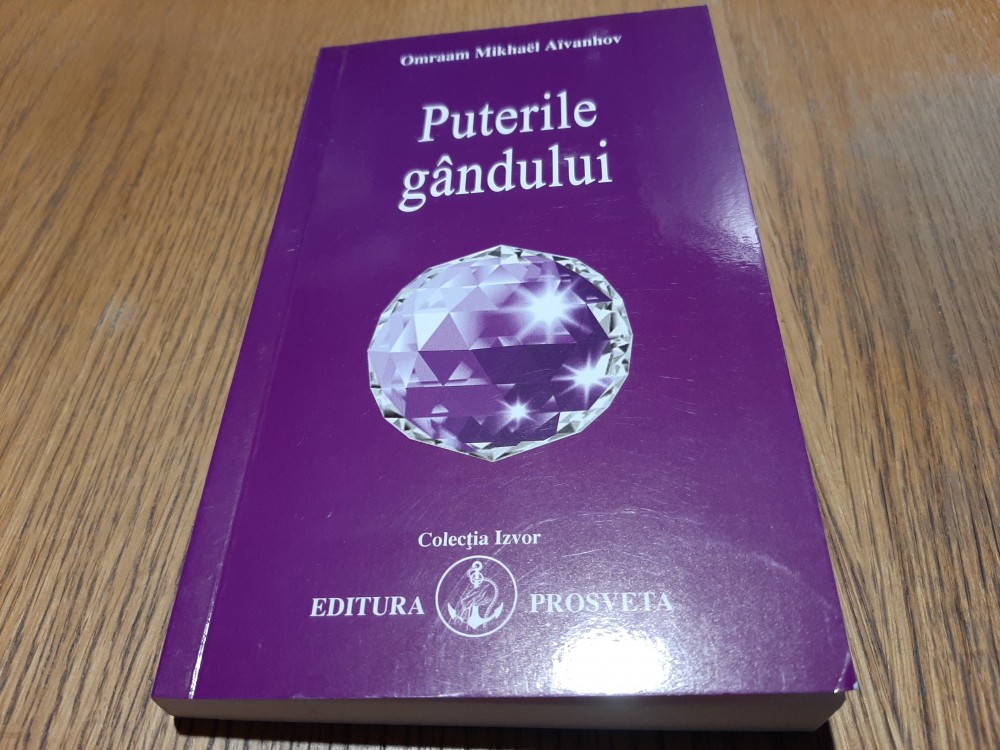 Omraam Mikhaël Aïvanhov
Puterile
gândului
Colecţia Izvor
EDITURA PROSVETA